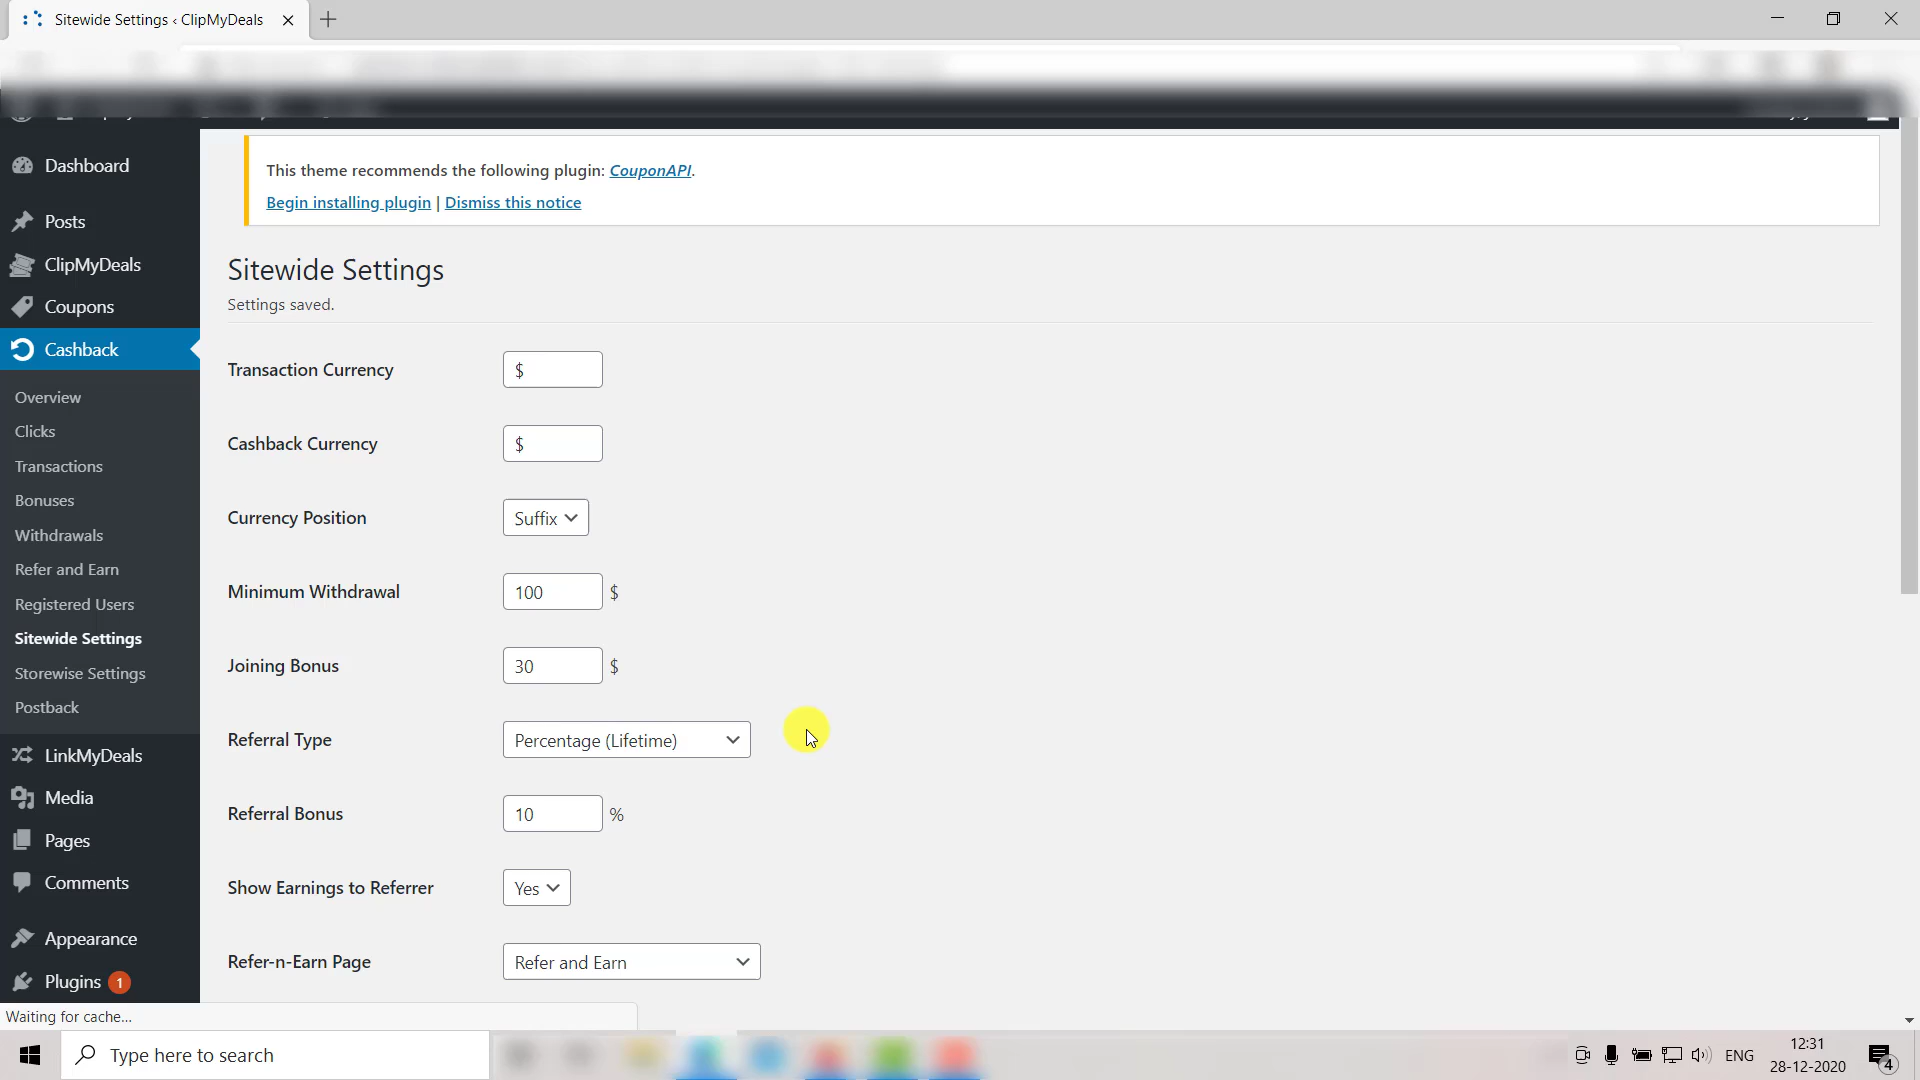 Sitewide Settings ‹ ClipMyDeals
Dashboard
Posts
ClipMyDeals
Coupons
Cashback
Overview
Clicks
Transactions
Bonuses
Withdrawals
Refer and Earn
Registered Users
Sitewide Settings
Storewise Settings
Postback
LinkMyDeals
Media
Pages
Comments
Appearance
Plugins 1
This theme recommends the following plugin: CouponAPI.
Begin installing plugin | Dismiss this notice
Sitewide Settings
Settings saved.
Transaction Currency $
Cashback Currency $
Currency Position Suffix
Minimum Withdrawal 100 $
Joining Bonus 30 $
Referral Type Percentage (Lifetime)
Referral Bonus 10 %
Show Earnings to Referrer Yes
Refer-n-Earn Page Refer and Earn
Waiting for cache...
Type here to search
ENG
12:31
28-12-2020
4